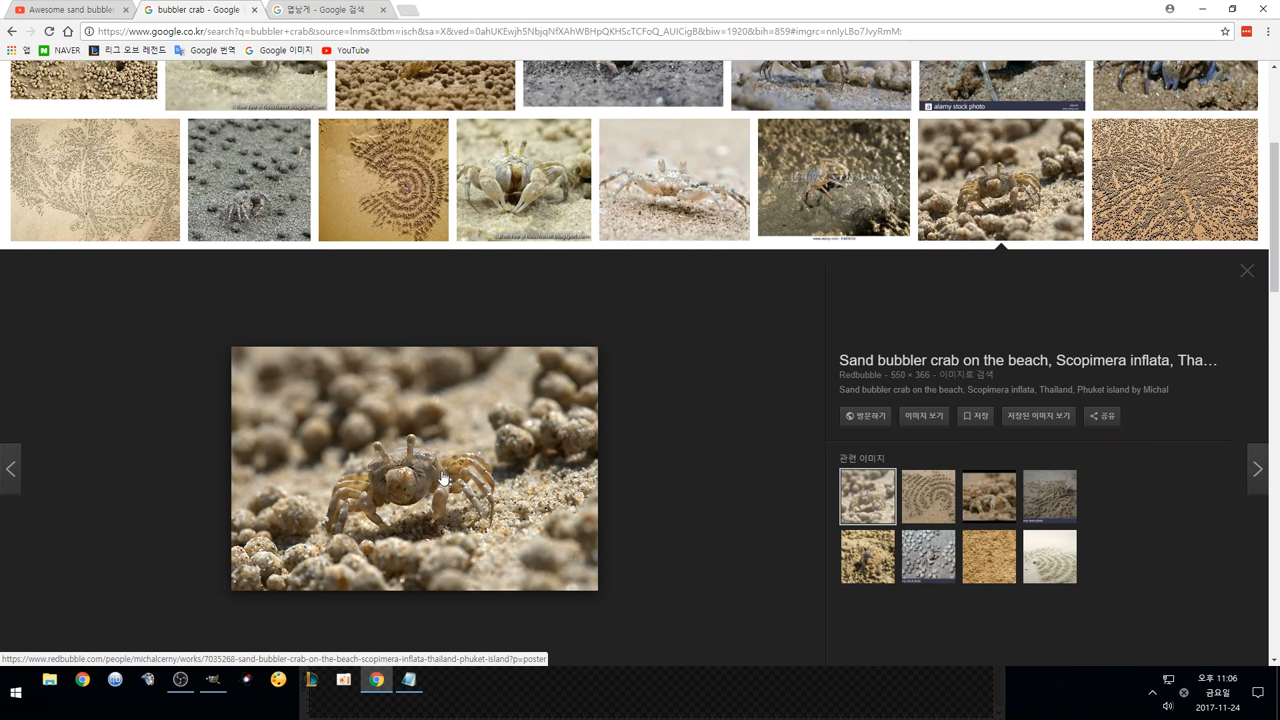 Awesome sand bubbler
bubbler crab - Google
엽낭게 - Google 검색
https://www.google.co.kr/search?q=bubbler+crab&source=lnms&tbm=isch&sa=X&ved=0ahUKEwjh5NbjqNfXAhWBHpQKHScTCFoQ_AUICigB&biw=1920&bih=859#imgrc=nnIyLBo7JvyRmM:
앱
NAVER
리그 오브 레전드
Google 번역
Google 이미지
YouTube
alamy stock photo
Sand bubbler crab on the beach, Scopimera inflata, Tha…
Redbubble - 550 × 366 - 이미지로 검색
Sand bubbler crab on the beach, Scopimera inflata, Thailand, Phuket island by Michal
방문하기
이미지 보기
저장
저장된 이미지 보기
공유
관련 이미지
https://www.redbubble.com/people/michalcerny/works/7035268-sand-bubbler-crab-on-the-beach-scopimera-inflata-thailand-phuket-island?p=poster
오후 11:06
금요일
2017-11-24